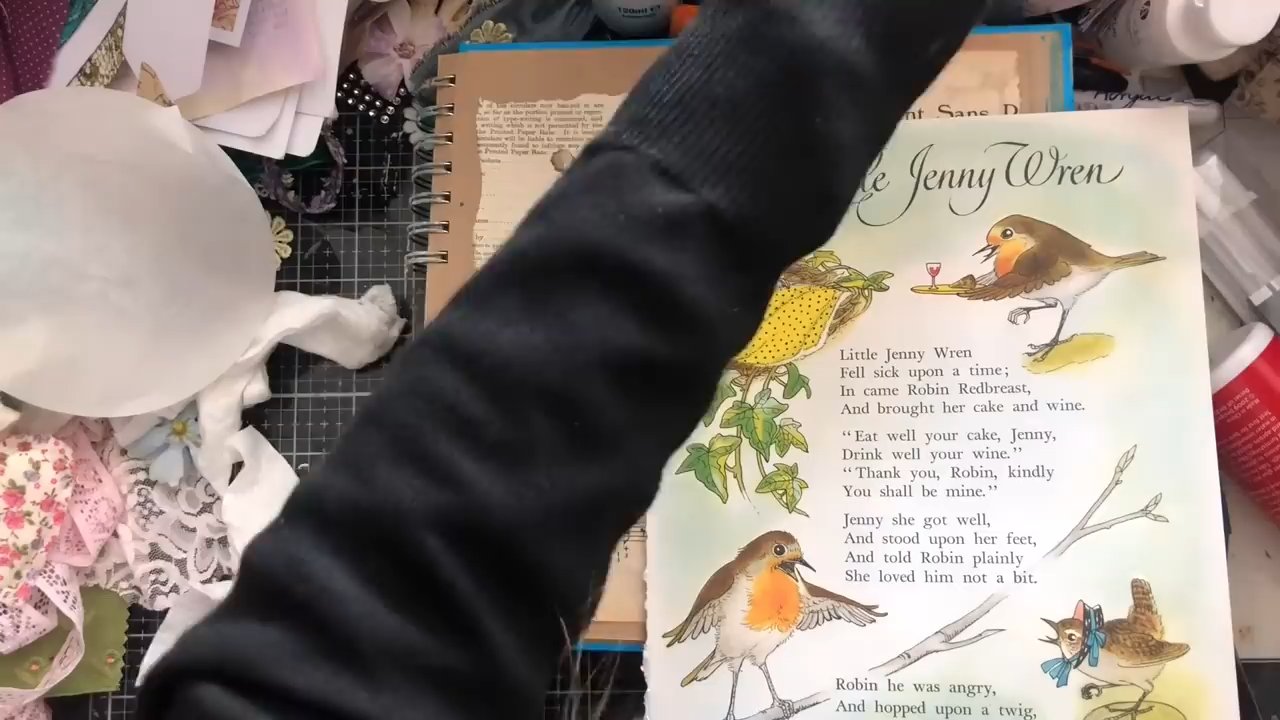 120ml
nt Sans D
le Jenny Wren
Little Jenny Wren
Fell sick upon a time;
In came Robin Redbreast,
And brought her cake and wine.
“Eat well your cake, Jenny,
Drink well your wine.”
“Thank you, Robin, kindly
You shall be mine.”
Jenny she got well,
And stood upon her feet,
And told Robin plainly
She loved him not a bit.
Robin he was angry,
And hopped upon a twig,